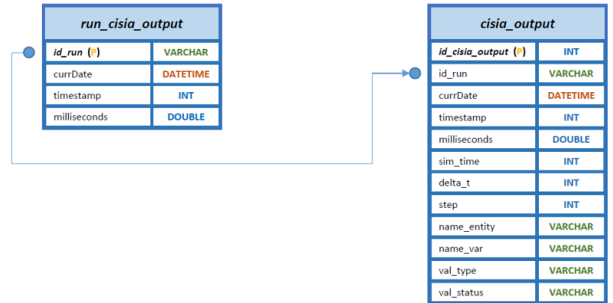 run_cisia_output
id_run (P) VARCHAR
currDate DATETIME
timestamp INT
milliseconds DOUBLE
cisia_output
id_cisia_output (P) INT
id_run VARCHAR
currDate DATETIME
timestamp INT
milliseconds DOUBLE
sim_time INT
delta_t INT
step INT
name_entity VARCHAR
name_var VARCHAR
val_type VARCHAR
val_status VARCHAR